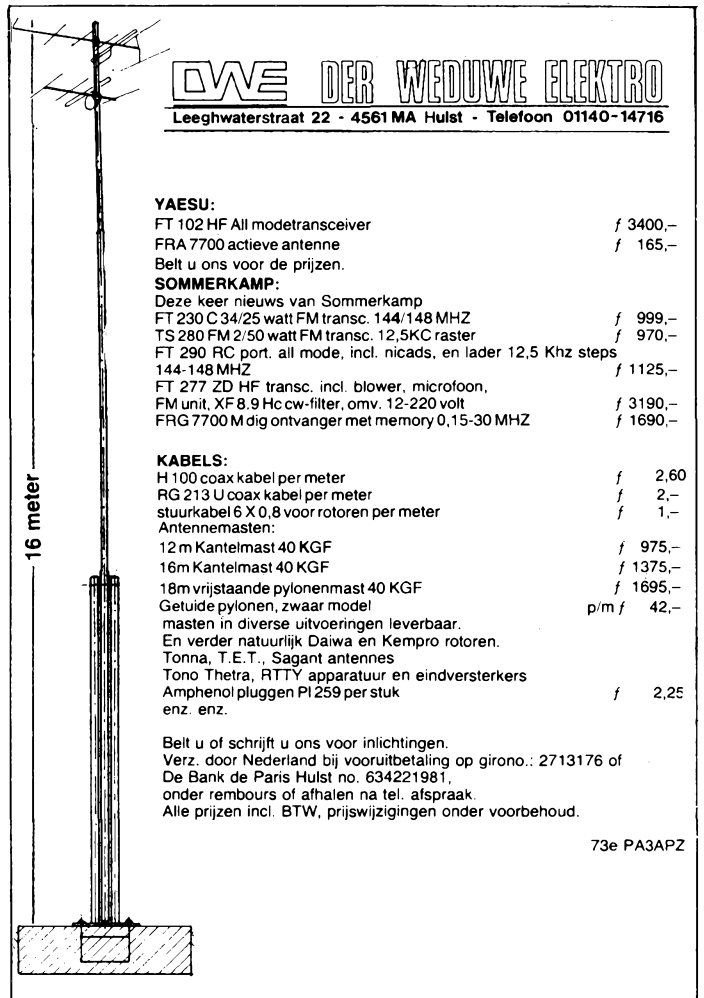 DWE DER WEDUWE ELEKTRO
Leeghwaterstraat 22 - 4561 MA Hulst - Telefoon 01140-14716
16 meter
YAESU:
FT 102 HF All modetransceiver ƒ 3400,–
FRA 7700 actieve antenne ƒ 165,–
Belt u ons voor de prijzen.
SOMMERKAMP:
Deze keer nieuws van Sommerkamp
FT 230 C 34/25 watt FM transc. 144/148 MHZ ƒ 999,–
TS 280 FM 2/50 watt FM transc. 12,5KC raster ƒ 970,–
FT 290 RC port. all mode, incl. nicads, en lader 12,5 Khz steps
144-148 MHZ ƒ 1125,–
FT 277 ZD HF transc. incl. blower, microfoon,
FM unit, XF 8.9 Hc cw-filter, omv. 12-220 volt ƒ 3190,–
FRG 7700 M dig ontvanger met memory 0,15-30 MHZ ƒ 1690,–
KABELS:
H 100 coax kabel per meter ƒ 2,60
RG 213 U coax kabel per meter ƒ 2,–
stuurkabel 6 X 0,8 voor rotoren per meter ƒ 1,–
Antennemasten:
12 m Kantelmast 40 KGF ƒ 975,–
16m Kantelmast 40 KGF ƒ 1375,–
18m vrijstaande pylonenmast 40 KGF ƒ 1695,–
Getuide pylonen, zwaar model p/m ƒ 42,–
masten in diverse uitvoeringen leverbaar.
En verder natuurlijk Daiwa en Kempro rotoren.
Tonna, T.E.T., Sagant antennes
Tono Thetra, RTTY apparatuur en eindversterkers
Amphenol pluggen Pl 259 per stuk ƒ 2,25
enz. enz.
Belt u of schrijft u ons voor inlichtingen.
Verz. door Nederland bij vooruitbetaling op girono.: 2713176 of
De Bank de Paris Hulst no. 634221981,
onder rembours of afhalen na tel. afspraak.
Alle prijzen incl. BTW, prijswijzigingen onder voorbehoud.
73e PA3APZ